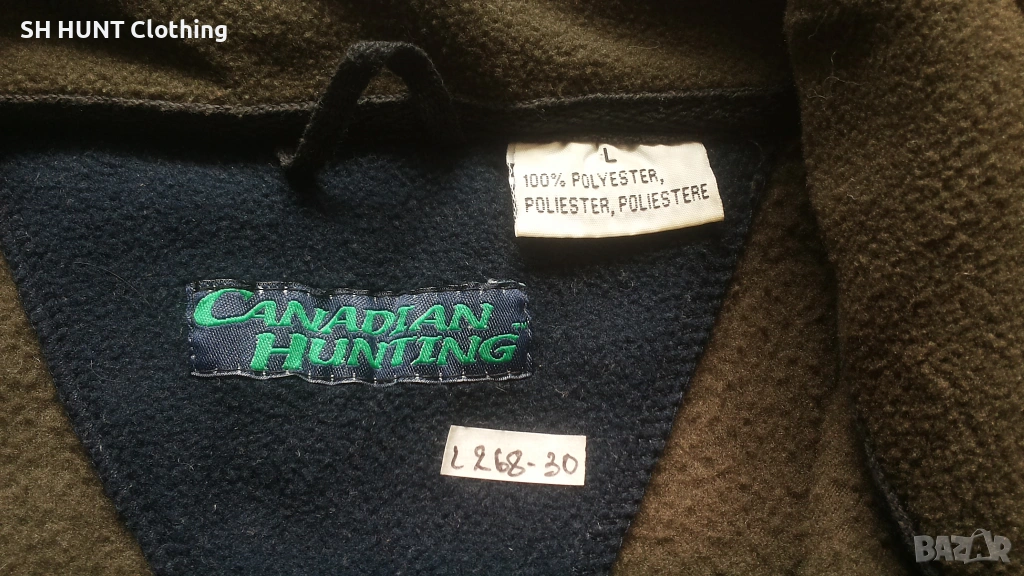 SH HUNT Clothing
L
100% POLYESTER,
POLIESTER, POLIESTERE
CANADIAN
HUNTING
L268-30
BAZAR